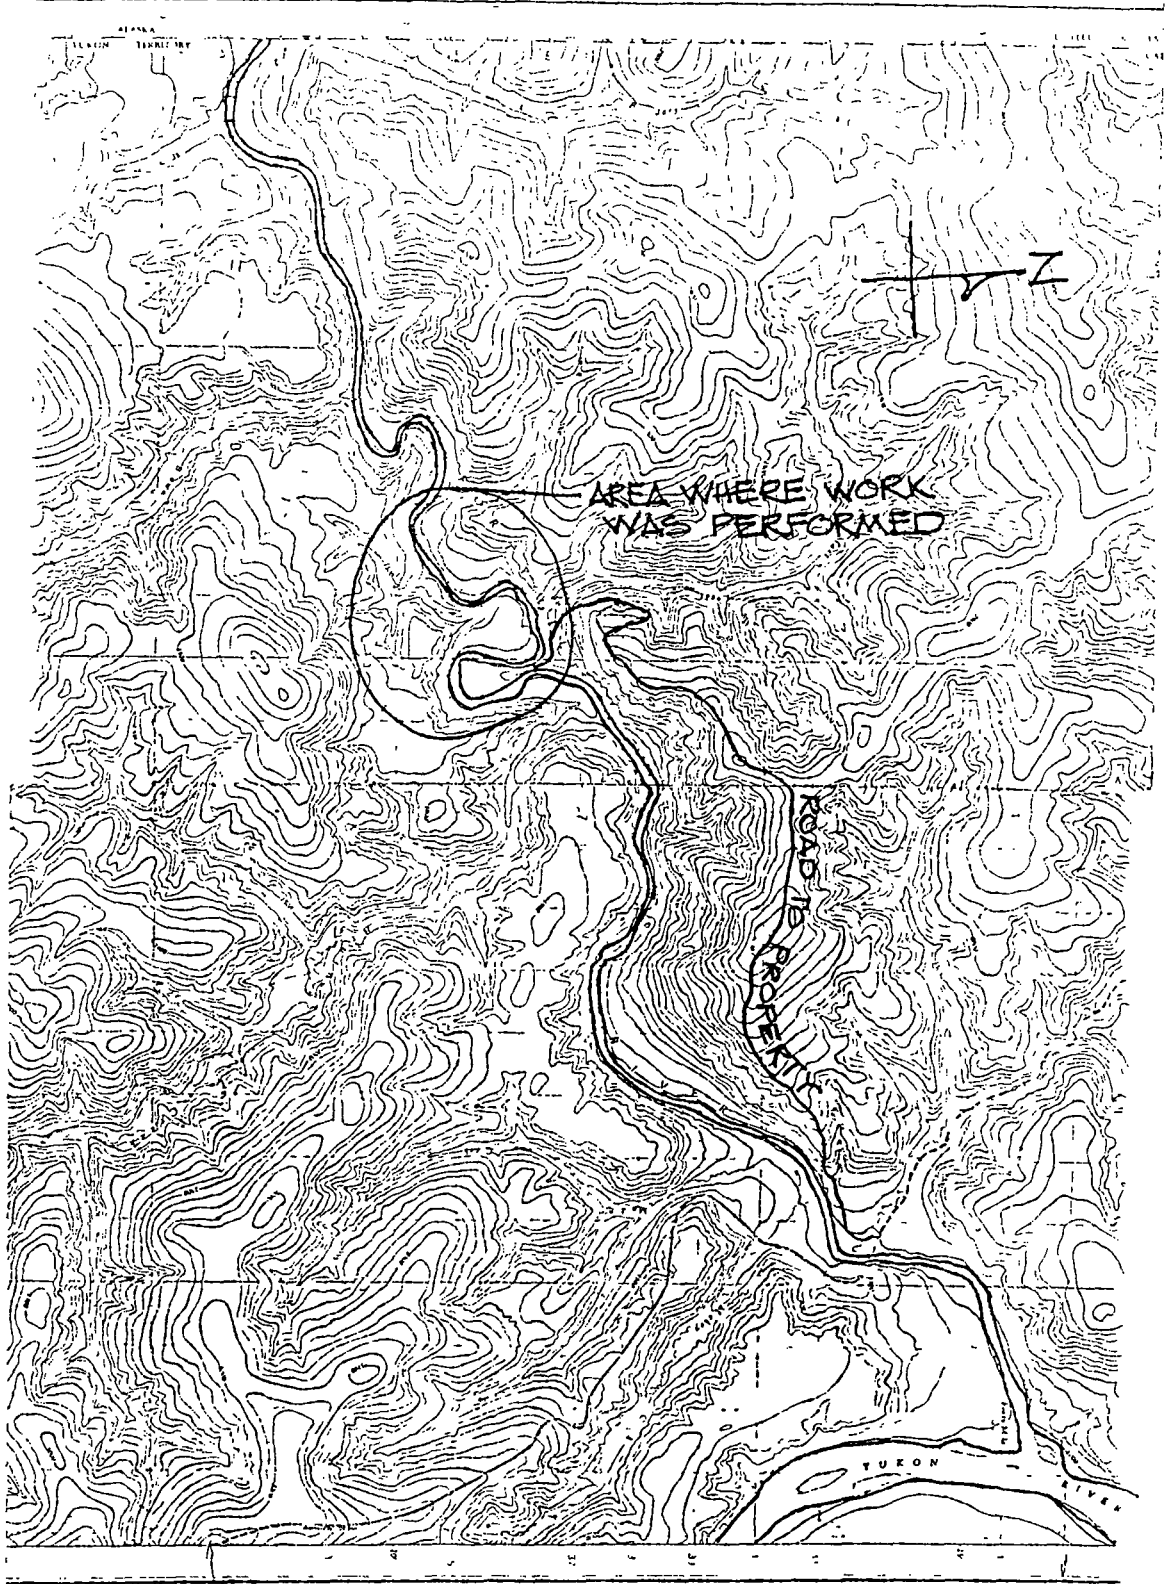 ALASKA
YUKON TERRITORY
N
AREA WHERE WORK
WAS PERFORMED
ROAD TO PROPERTY
YUKON
RIVER